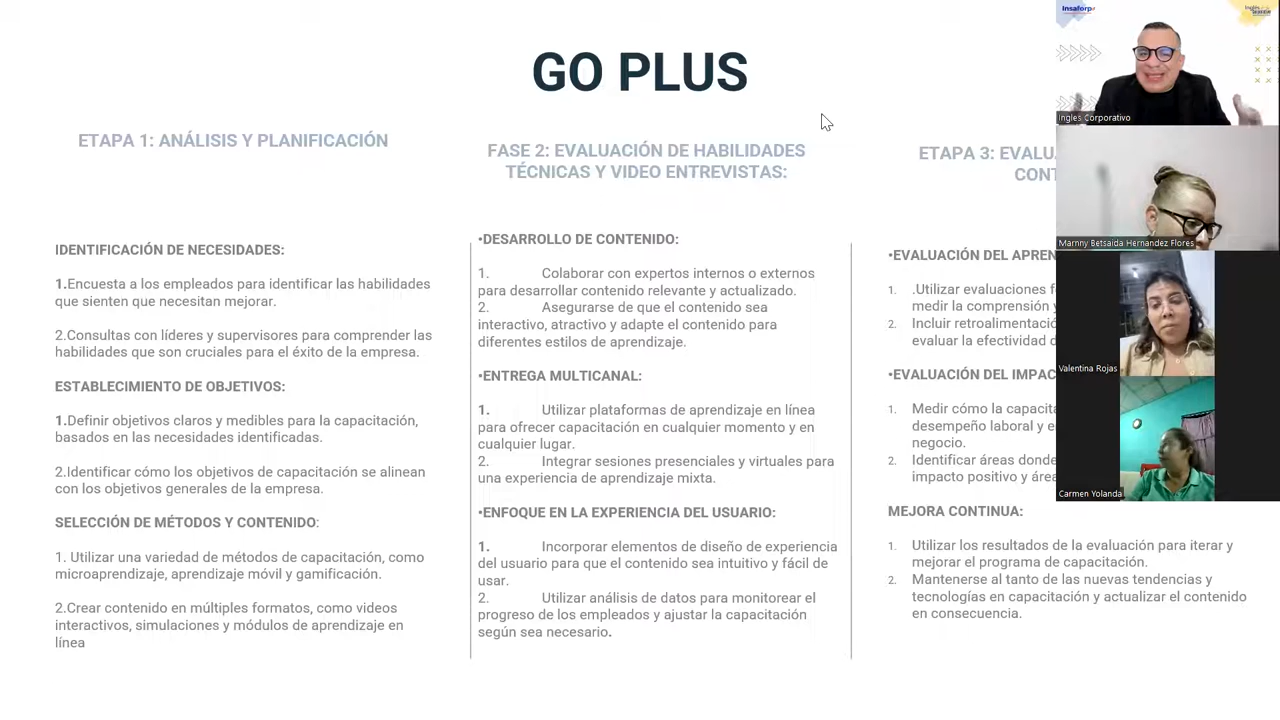 GO PLUS
ETAPA 1: ANÁLISIS Y PLANIFICACIÓN
IDENTIFICACIÓN DE NECESIDADES:
1.Encuesta a los empleados para identificar las habilidades
que sienten que necesitan mejorar.
2.Consultas con líderes y supervisores para comprender las
habilidades que son cruciales para el éxito de la empresa.
ESTABLECIMIENTO DE OBJETIVOS:
1.Definir objetivos claros y medibles para la capacitación,
basados en las necesidades identificadas.
2.Identificar cómo los objetivos de capacitación se alinean
con los objetivos generales de la empresa.
SELECCIÓN DE MÉTODOS Y CONTENIDO:
1. Utilizar una variedad de métodos de capacitación, como
microaprendizaje, aprendizaje móvil y gamificación.
2.Crear contenido en múltiples formatos, como videos
interactivos, simulaciones y módulos de aprendizaje en
línea
FASE 2: EVALUACIÓN DE HABILIDADES
TÉCNICAS Y VIDEO ENTREVISTAS:
•DESARROLLO DE CONTENIDO:
1. Colaborar con expertos internos o externos
para desarrollar contenido relevante y actualizado.
2. Asegurarse de que el contenido sea
interactivo, atractivo y adapte el contenido para
diferentes estilos de aprendizaje.
•ENTREGA MULTICANAL:
1. Utilizar plataformas de aprendizaje en línea
para ofrecer capacitación en cualquier momento y en
cualquier lugar.
2. Integrar sesiones presenciales y virtuales para
una experiencia de aprendizaje mixta.
•ENFOQUE EN LA EXPERIENCIA DEL USUARIO:
1. Incorporar elementos de diseño de experiencia
del usuario para que el contenido sea intuitivo y fácil de
usar.
2. Utilizar análisis de datos para monitorear el
progreso de los empleados y ajustar la capacitación
según sea necesario.
ETAPA 3: EVALU
CONT
•EVALUACIÓN DEL APREN
1. .Utilizar evaluaciones f
medir la comprensión y
2. Incluir retroalimentació
evaluar la efectividad d
•EVALUACIÓN DEL IMPAC
1. Medir cómo la capacita
desempeño laboral y e
negocio.
2. Identificar áreas donde
impacto positivo y área
MEJORA CONTINUA:
1. Utilizar los resultados de la evaluación para iterar y
mejorar el programa de capacitación.
2. Mantenerse al tanto de las nuevas tendencias y
tecnologías en capacitación y actualizar el contenido
en consecuencia.
Insaforp
Ingles Corporativo
Marnny Betsaida Hernandez Flores
Valentina Rojas
Carmen Yolanda